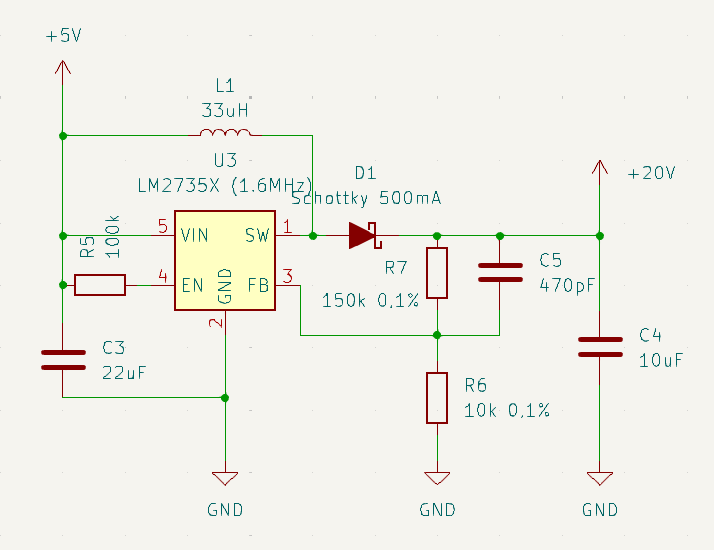 +5V
L1
33uH
U3
LM2735X (1.6MHz)
D1
Schottky 500mA
+20V
R5
100k
5
VIN
SW
1
4
EN
GND
FB
3
2
R7
150k 0,1%
C5
470pF
C3
22uF
C4
10uF
R6
10k 0,1%
GND
GND
GND